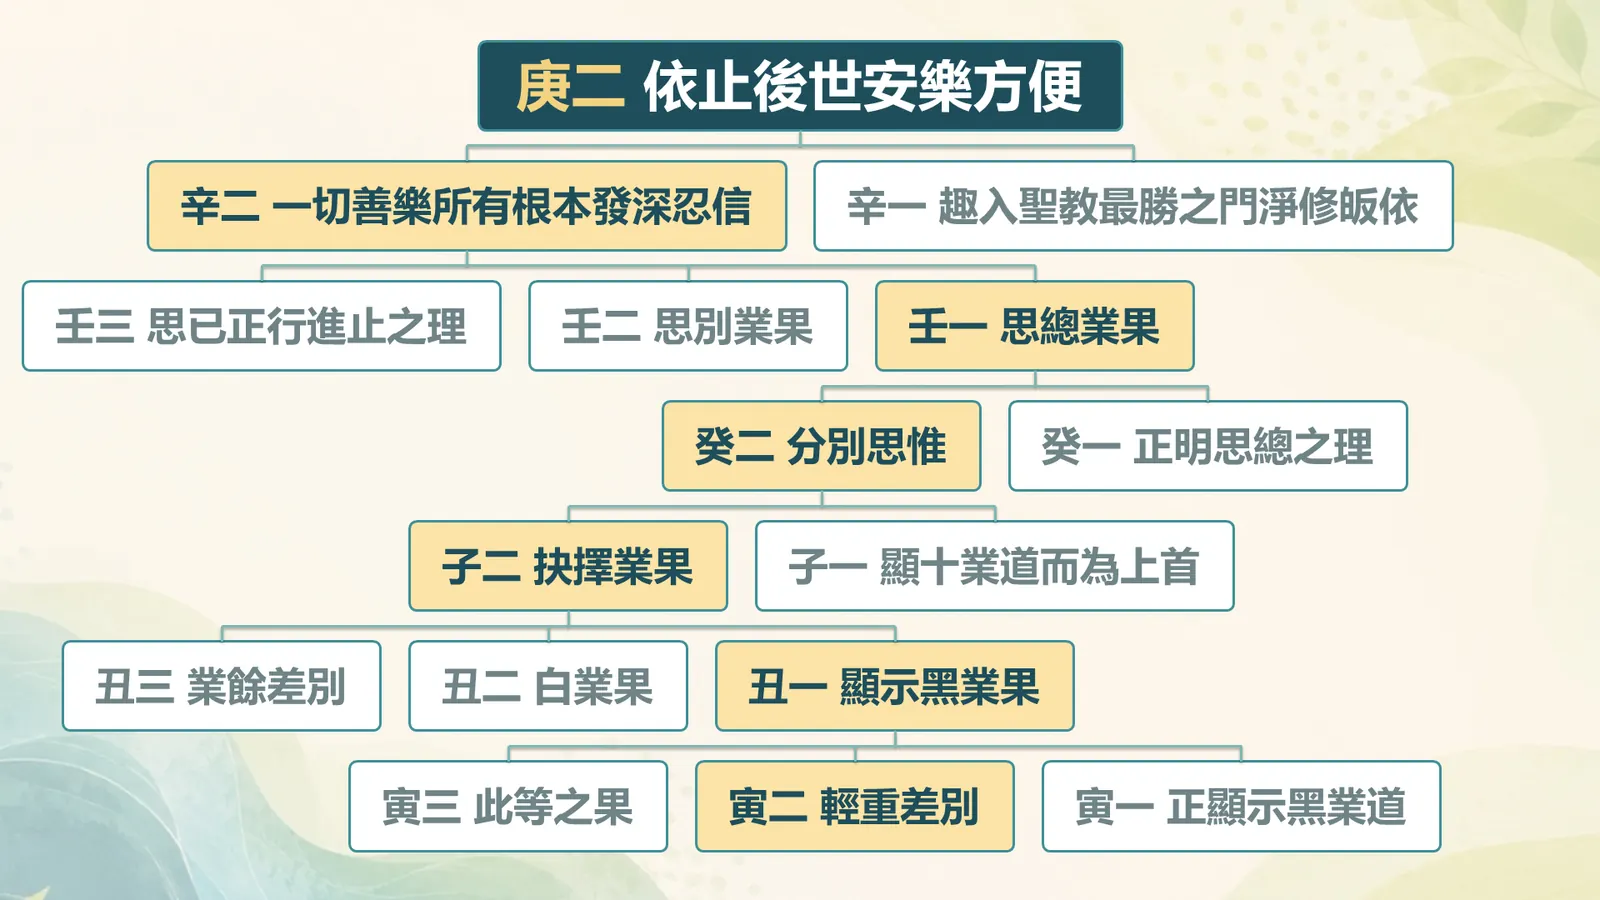 庚二 依止後世安樂方便
辛二 一切善樂所有根本發深忍信
辛一 趣入聖教最勝之門淨修皈依
壬三 思已正行進止之理
壬二 思別業果
壬一 思總業果
癸二 分別思惟
癸一 正明思總之理
子二 抉擇業果
子一 顯十業道而為上首
丑三 業餘差別
丑二 白業果
丑一 顯示黑業果
寅三 此等之果
寅二 輕重差別
寅一 正顯示黑業道